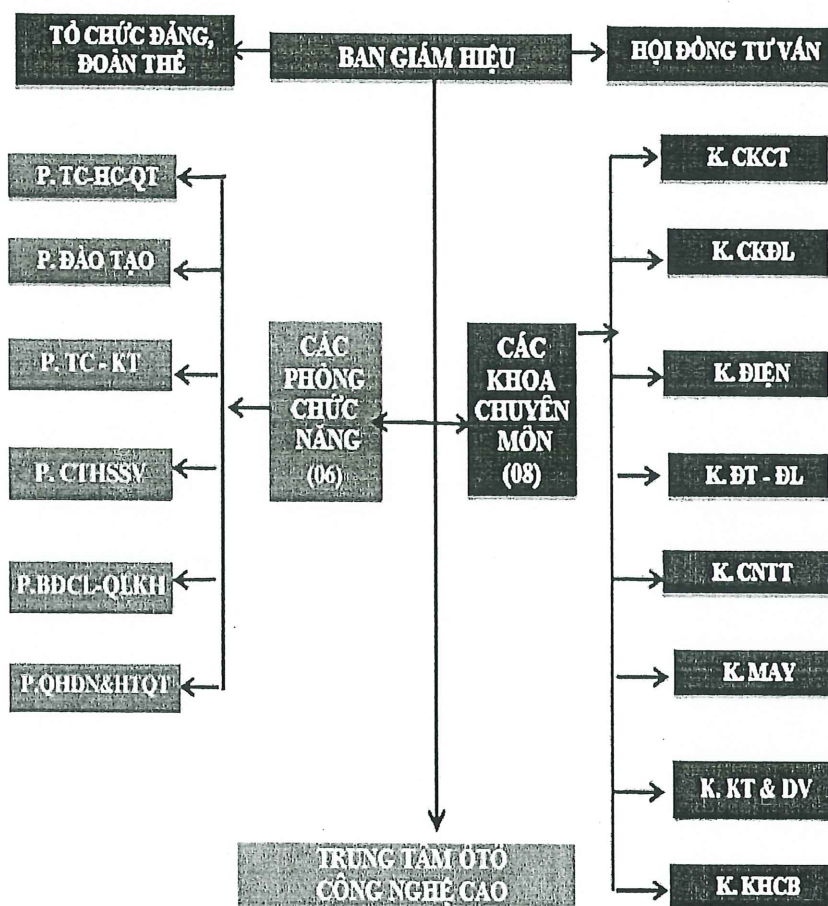 TỔ CHỨC ĐẢNG,
ĐOÀN THỂ
BAN GIÁM HIỆU
HỘI ĐỒNG TƯ VẤN
P. TC-HC-QT
P. ĐÀO TẠO
P. TC - KT
P. CTHSSV
P.BĐCL-QLKH
P.QHDN&HTQT
CÁC
PHÒNG
CHỨC
NĂNG
(06)
CÁC
KHOA
CHUYÊN
MÔN
(08)
K. CKCT
K. CKĐL
K. ĐIỆN
K. ĐT - ĐL
K. CNTT
K. MAY
K. KT & DV
K. KHCB
TRUNG TÂM ÔTÔ
CÔNG NGHỆ CAO